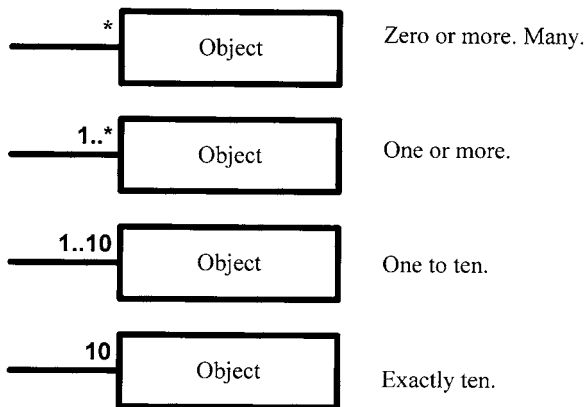 *
Object
Zero or more. Many.
1..*
Object
One or more.
1..10
Object
One to ten.
10
Object
Exactly ten.